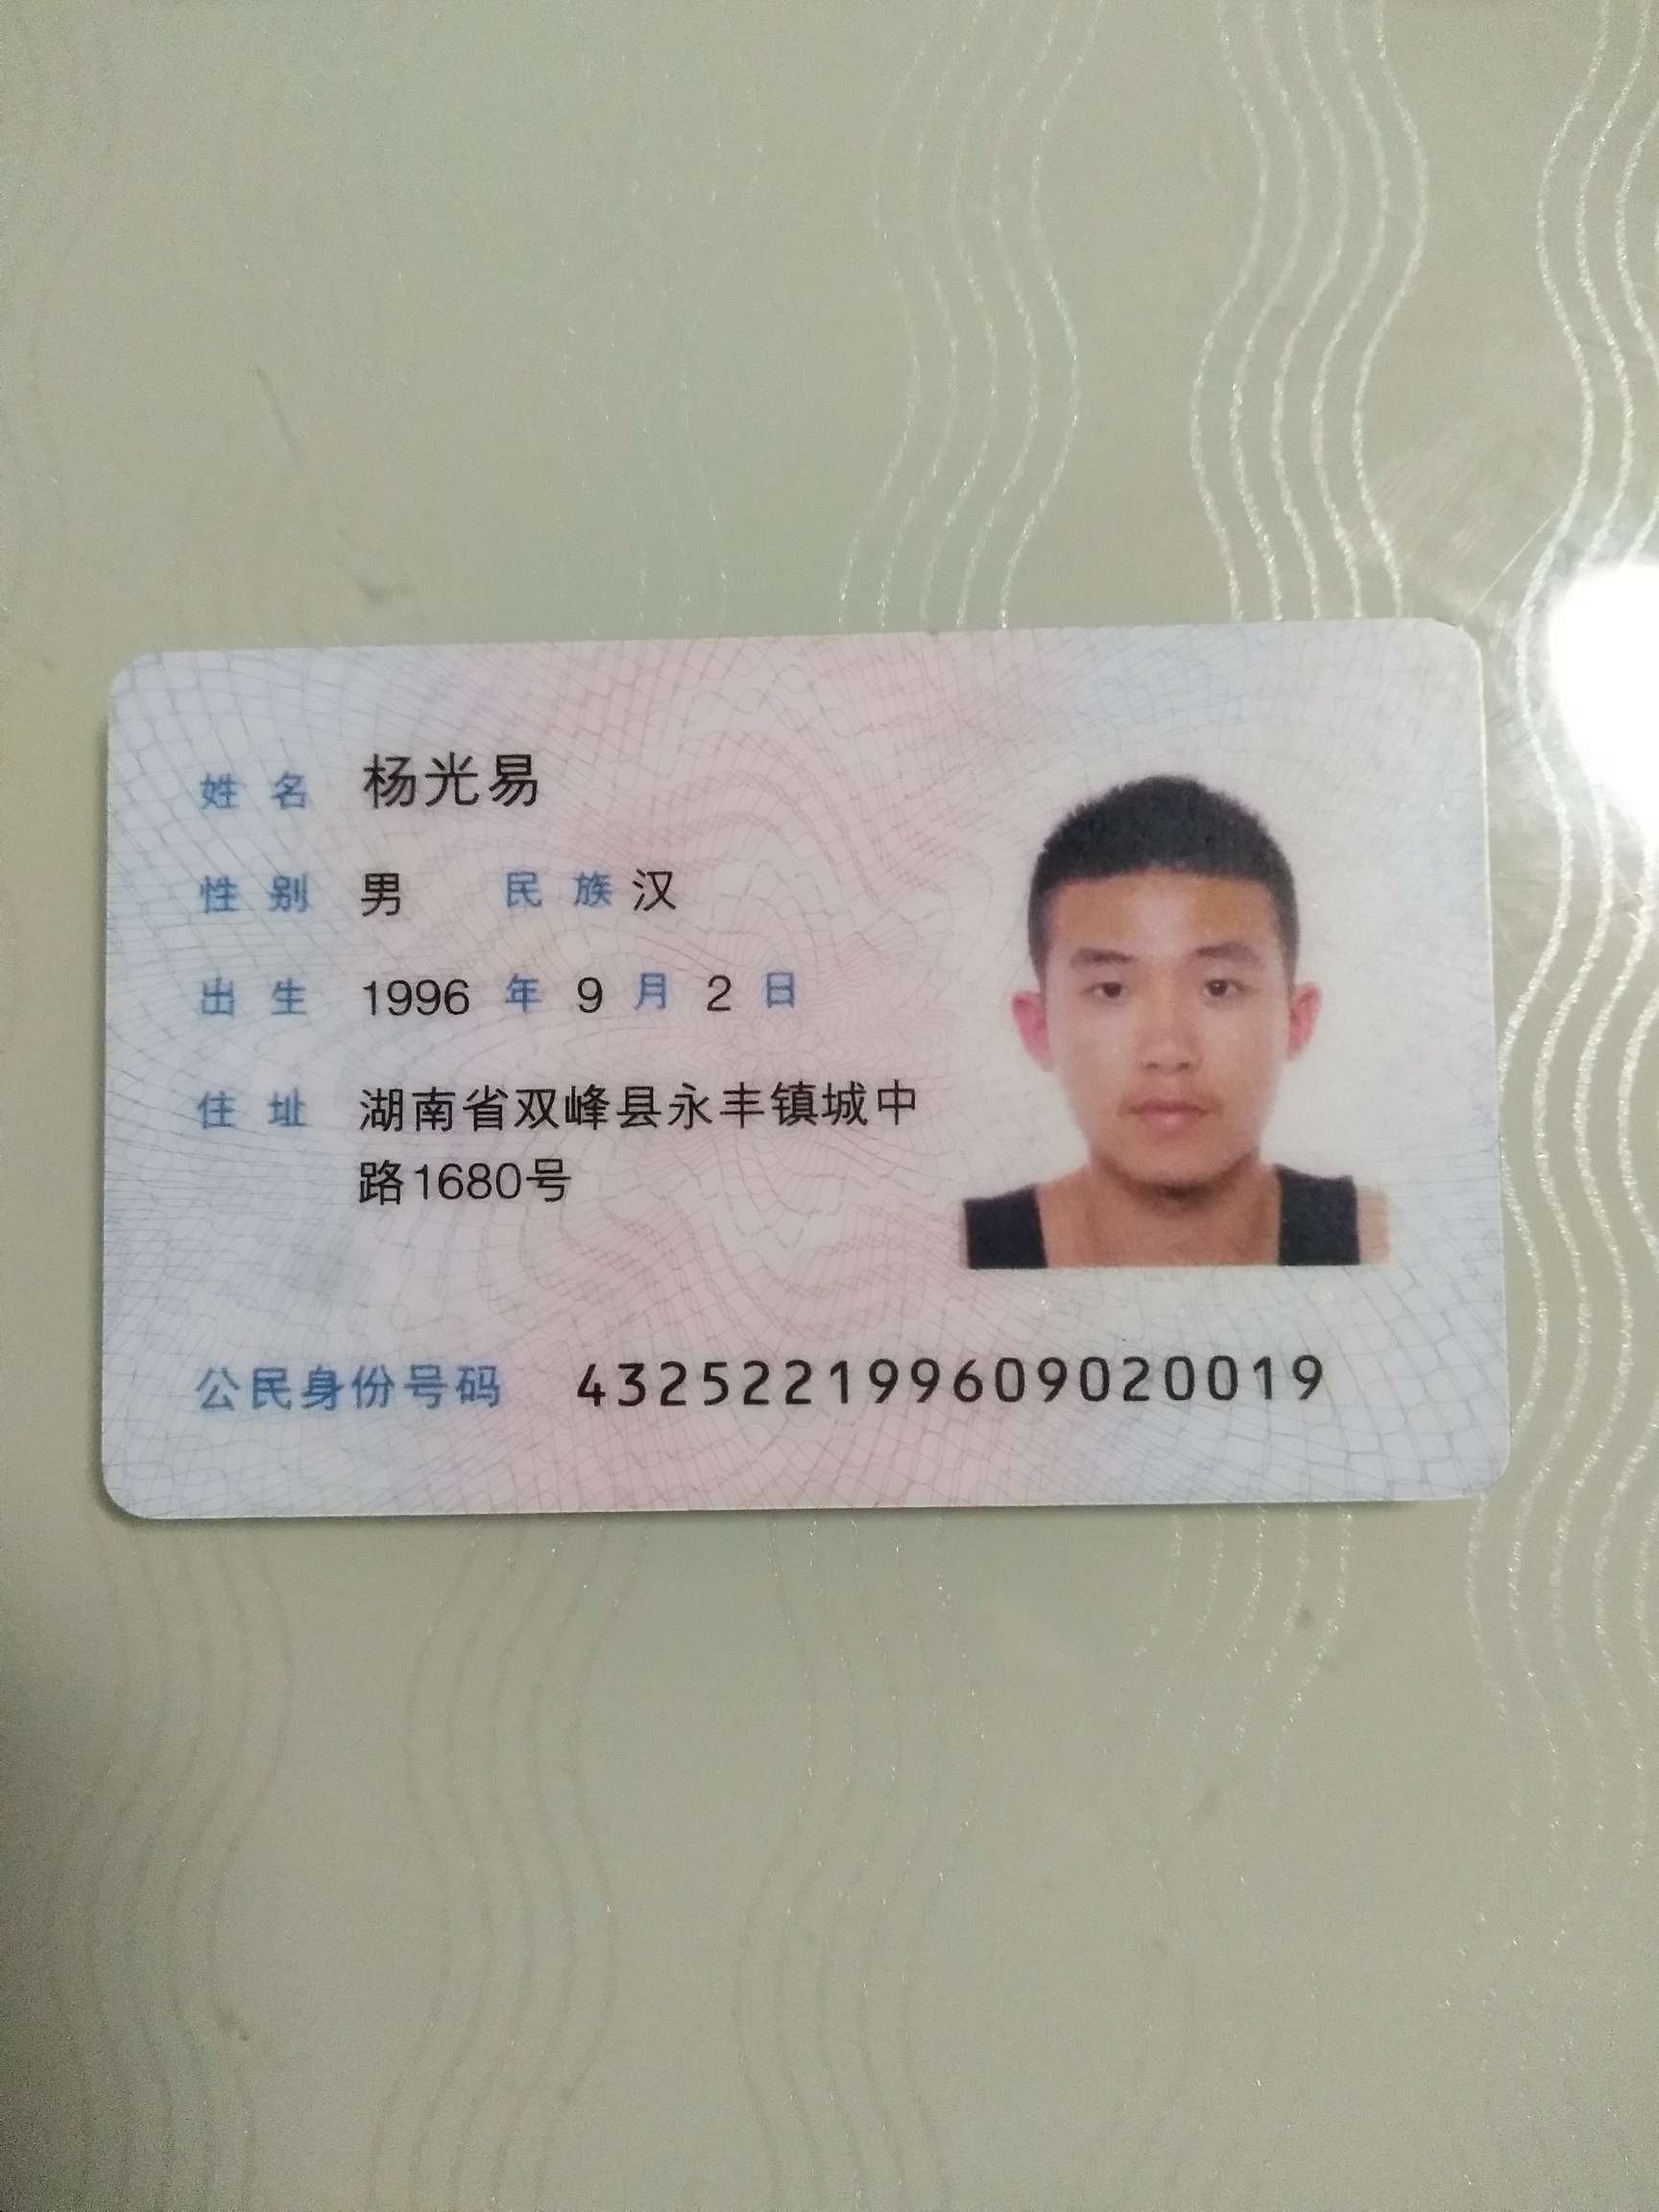 姓名 杨光易
性别 男 民族 汉
出生 1996 年 9 月 2 日
住址 湖南省双峰县永丰镇城中
路1680号
公民身份号码 432522199609020019